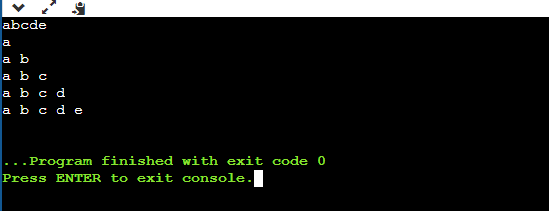 abcde
a
a b
a b c
a b c d
a b c d e
...Program finished with exit code 0
Press ENTER to exit console.